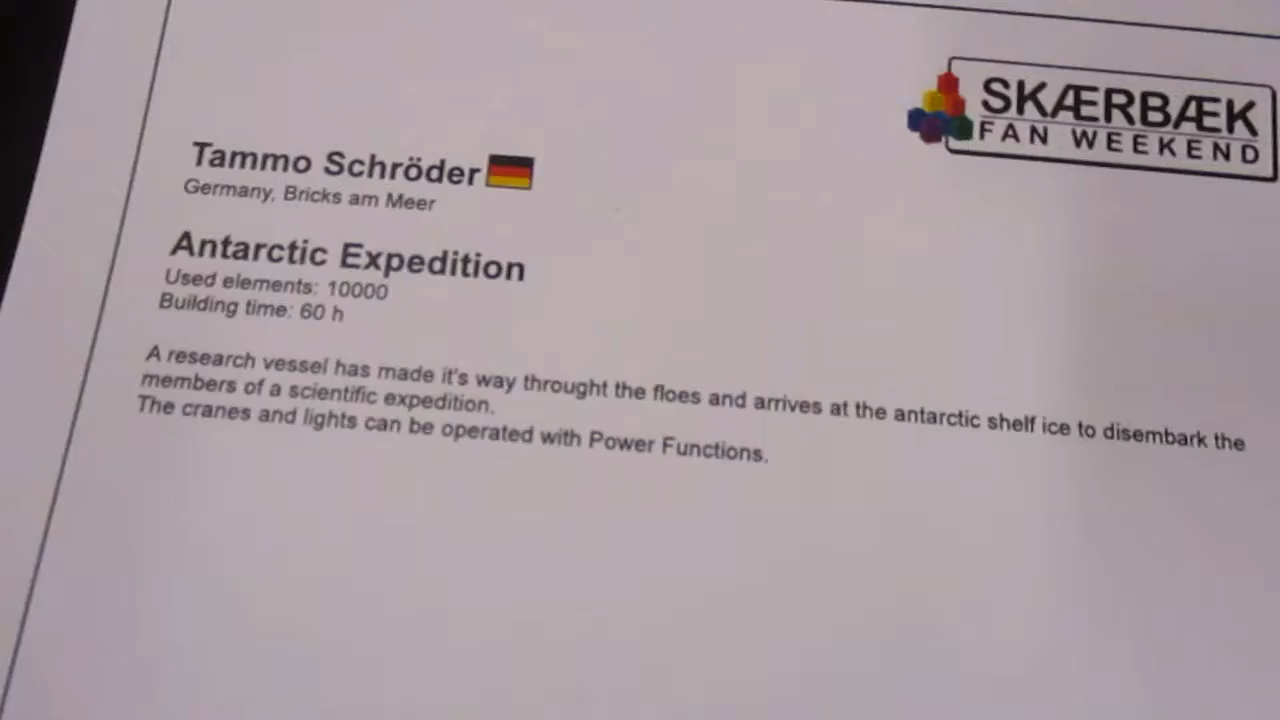 SKÆRBÆK
FAN WEEKEND
Tammo Schröder
Germany, Bricks am Meer
Antarctic Expedition
Used elements: 10000
Building time: 60 h
A research vessel has made it's way throught the floes and arrives at the antarctic shelf ice to disembark the
members of a scientific expedition.
The cranes and lights can be operated with Power Functions.